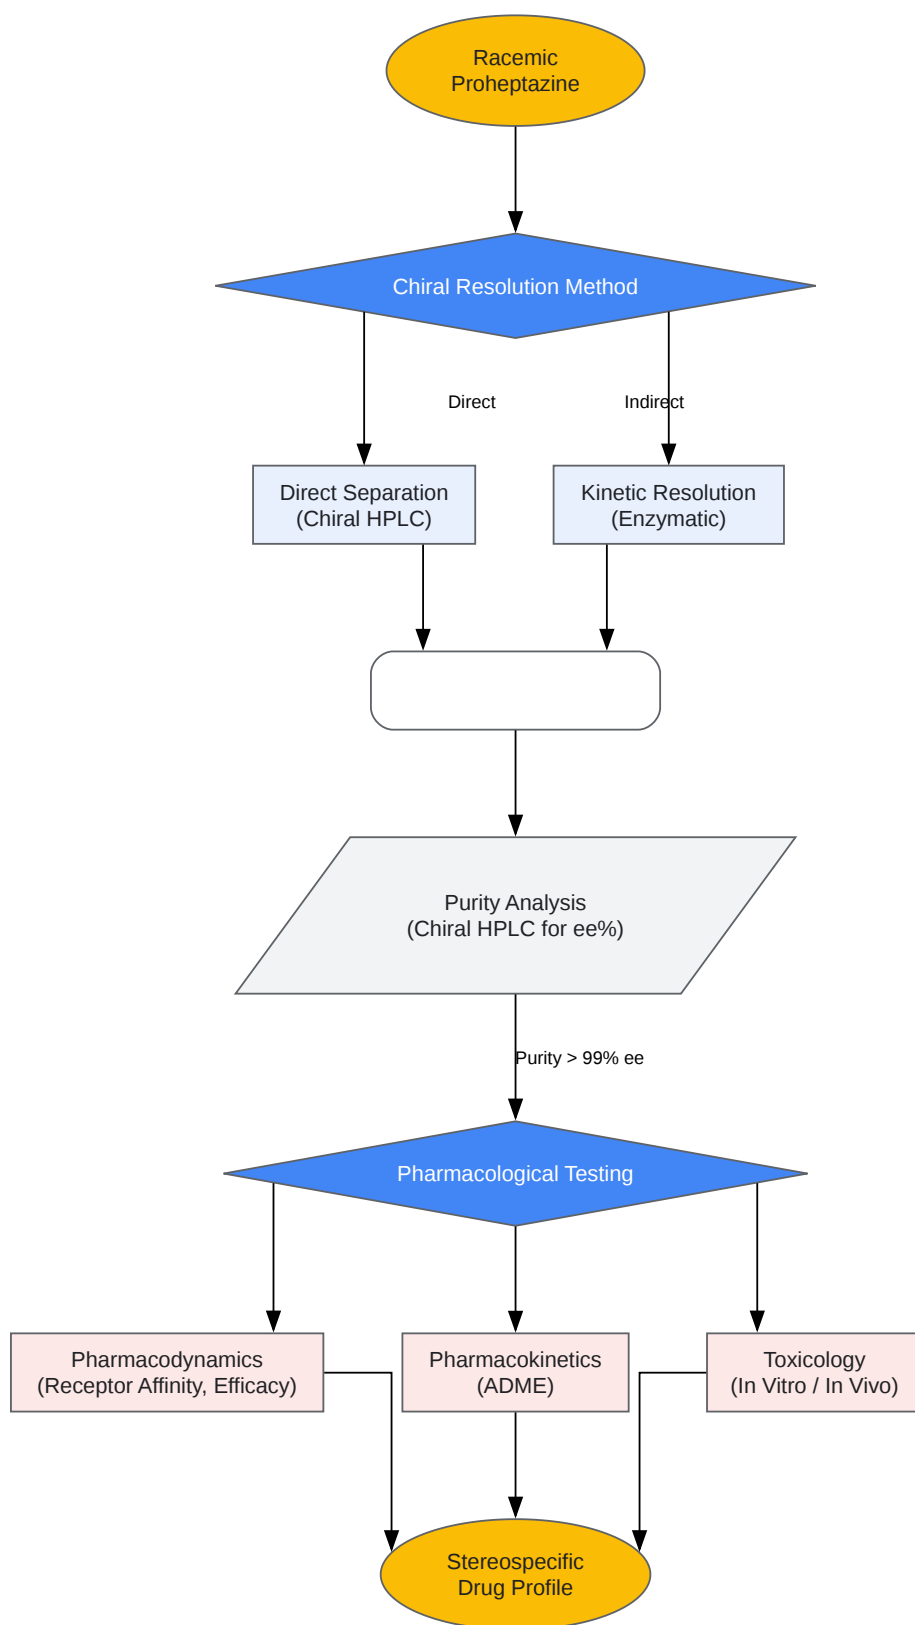 Racemic
Proheptazine
Chiral Resolution Method
Direct
Indirect
Direct Separation
(Chiral HPLC)
Kinetic Resolution
(Enzymatic)
Purity Analysis
(Chiral HPLC for ee%)
Purity > 99% ee
Pharmacological Testing
Pharmacodynamics
(Receptor Affinity, Efficacy)
Pharmacokinetics
(ADME)
Toxicology
(In Vitro / In Vivo)
Stereospecific
Drug Profile